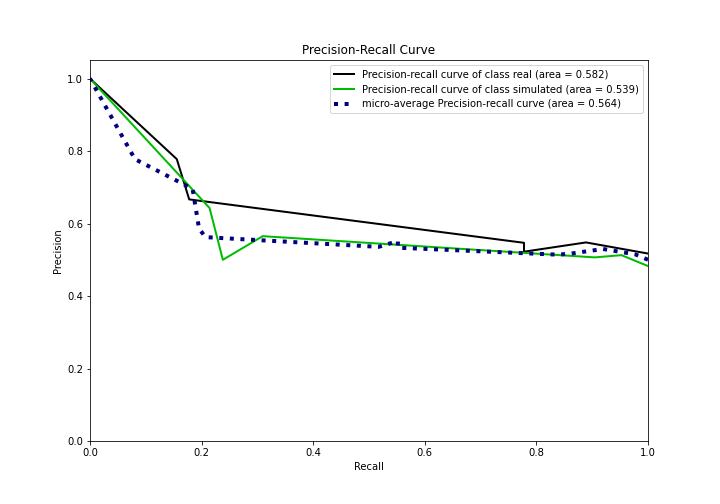 Precision-Recall Curve
Precision-recall curve of class real (area = 0.582)
Precision-recall curve of class simulated (area = 0.539)
micro-average Precision-recall curve (area = 0.564)
1.0
0.8
0.6
0.4
0.2
0.0
Precision
0.0 0.2 0.4 0.6 0.8 1.0
Recall